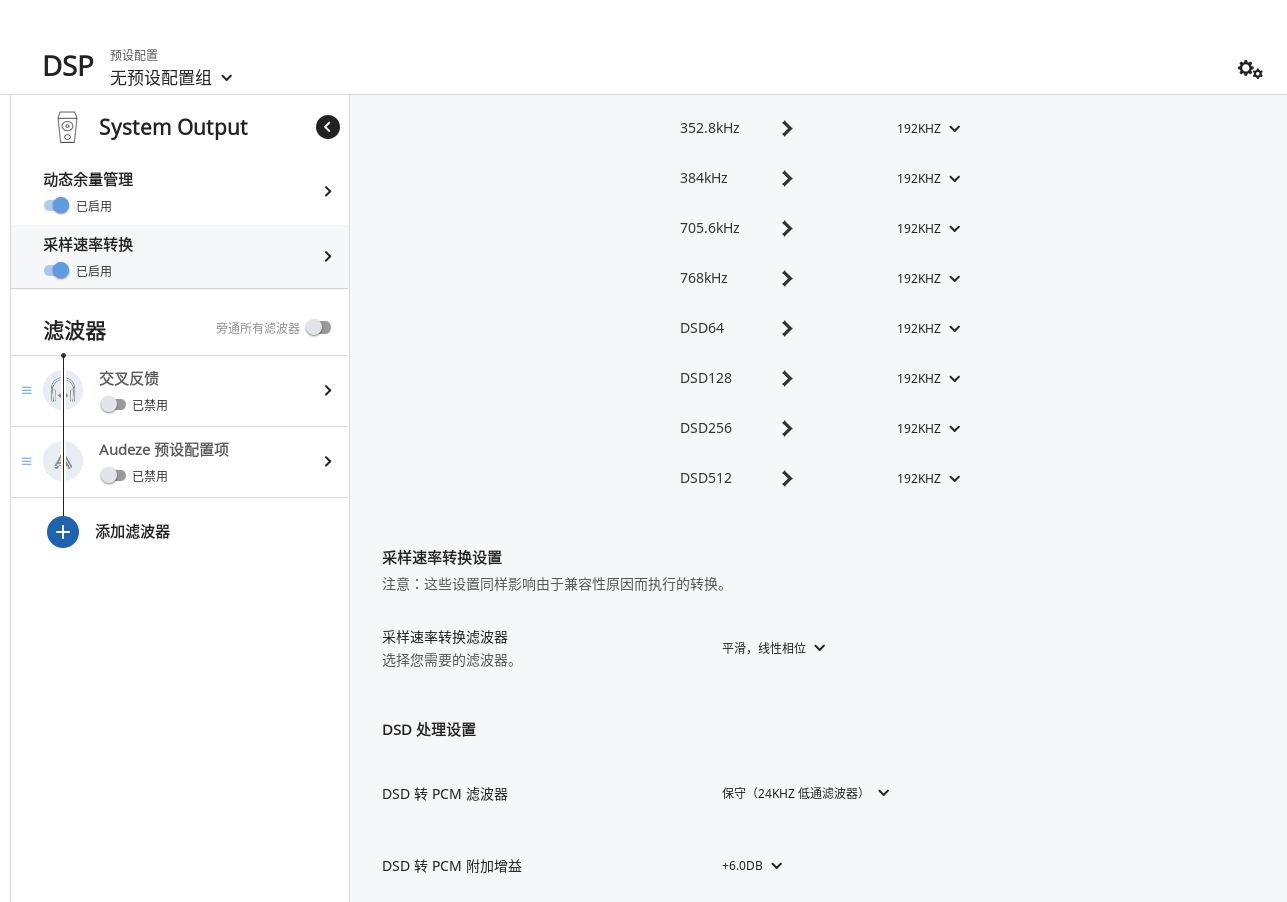 DSP
预设配置
无预设配置组
System Output
动态余量管理
已启用
采样速率转换
已启用
滤波器
旁通所有滤波器
交叉反馈
已禁用
Audeze 预设配置项
已禁用
添加滤波器
352.8kHz 192KHZ
384kHz 192KHZ
705.6kHz 192KHZ
768kHz 192KHZ
DSD64 192KHZ
DSD128 192KHZ
DSD256 192KHZ
DSD512 192KHZ
采样速率转换设置
注意：这些设置同样影响由于兼容性原因而执行的转换。
采样速率转换滤波器
选择您需要的滤波器。
平滑，线性相位
DSD 处理设置
DSD 转 PCM 滤波器 保守（24KHZ 低通滤波器）
DSD 转 PCM 附加增益 +6.0DB